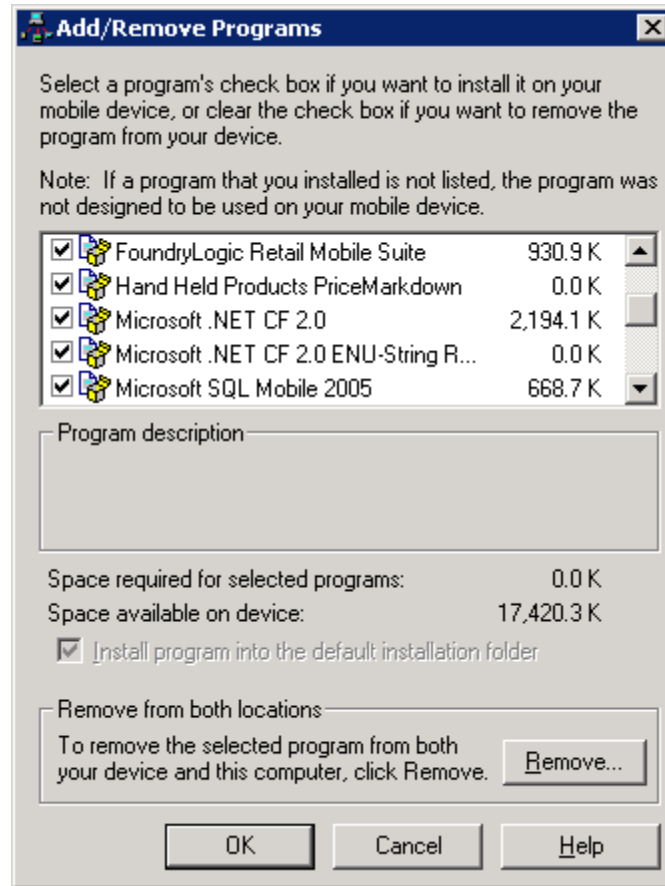 Add/Remove Programs
Select a program's check box if you want to install it on your
mobile device, or clear the check box if you want to remove the
program from your device.
Note:  If a program that you installed is not listed, the program was
not designed to be used on your mobile device.
FoundryLogic Retail Mobile Suite 930.9 K
Hand Held Products PriceMarkdown 0.0 K
Microsoft .NET CF 2.0 2,194.1 K
Microsoft .NET CF 2.0 ENU-String R... 0.0 K
Microsoft SQL Mobile 2005 668.7 K
Program description
Space required for selected programs: 0.0 K
Space available on device: 17,420.3 K
Install program into the default installation folder
Remove from both locations
To remove the selected program from both
your device and this computer, click Remove.
Remove...
OK Cancel Help